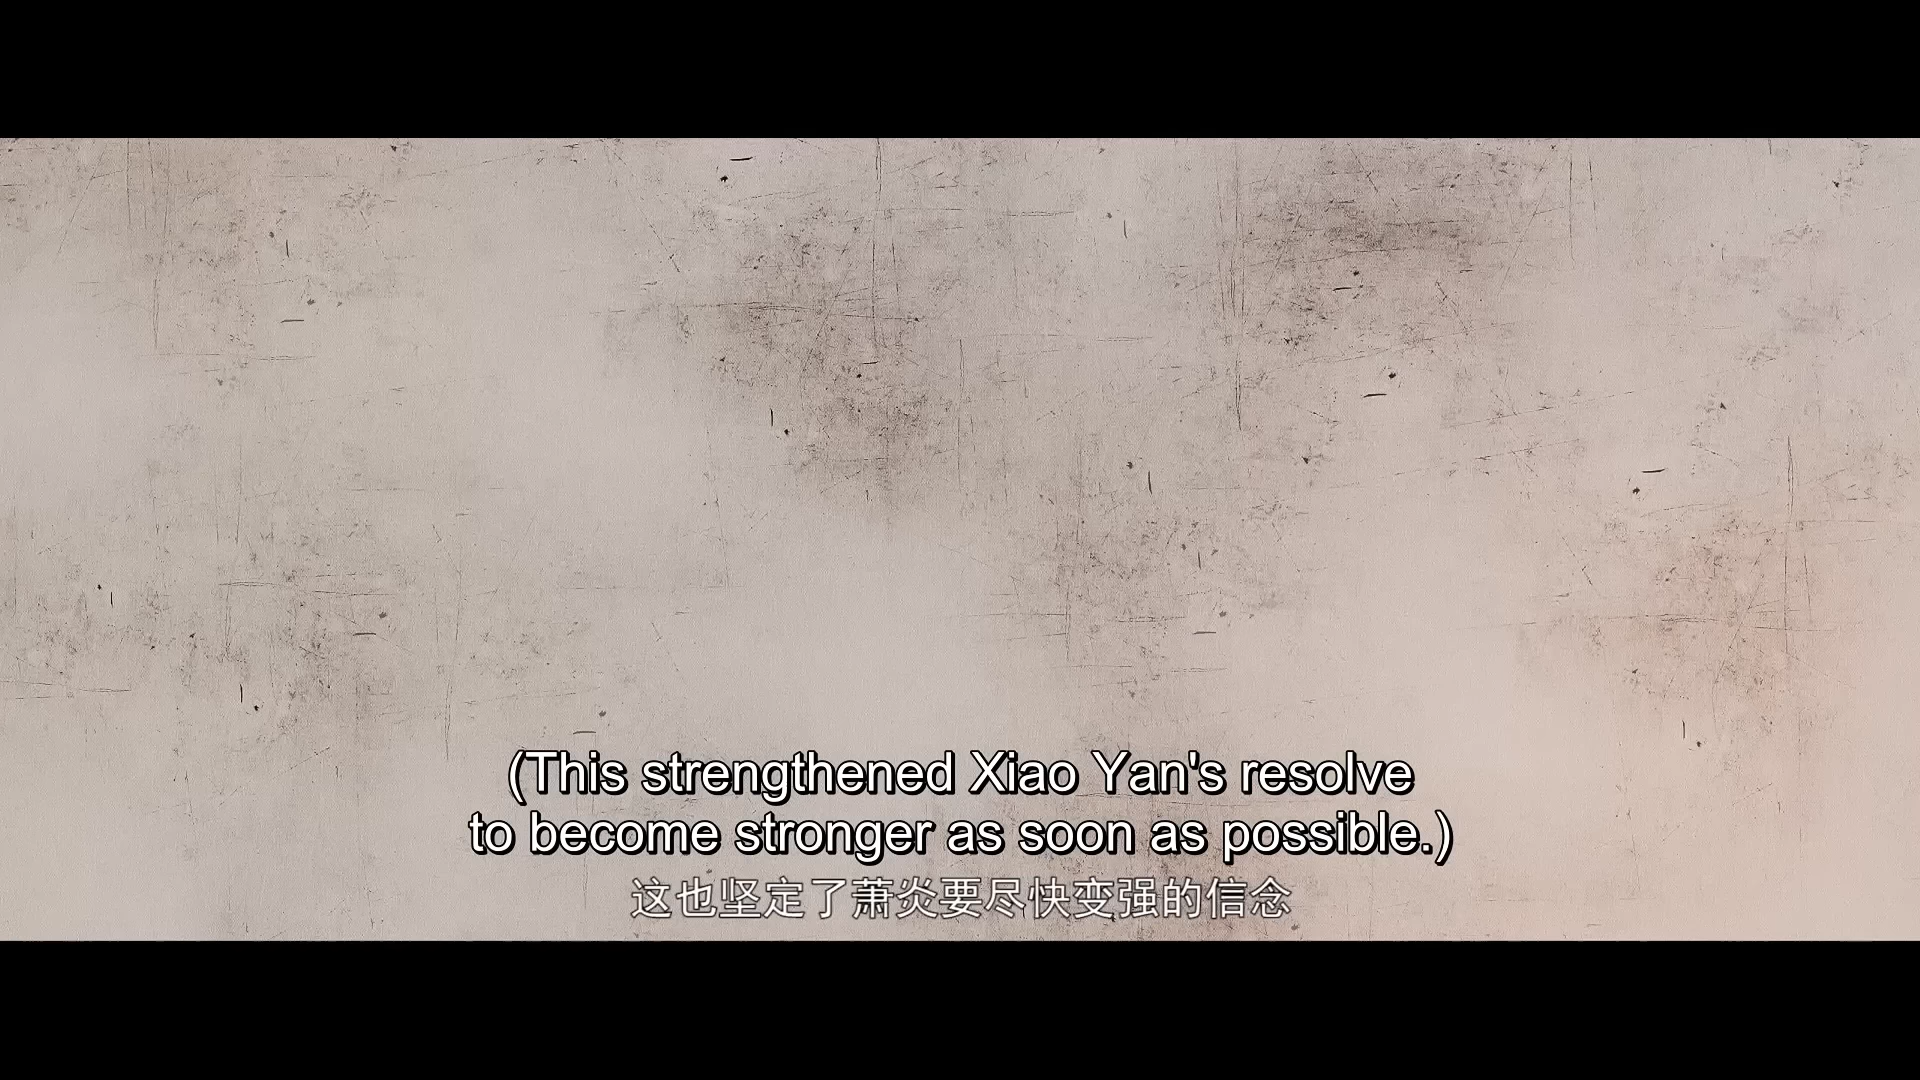 (This strengthened Xiao Yan's resolve
to become stronger as soon as possible.)
这也坚定了萧炎要尽快变强的信念